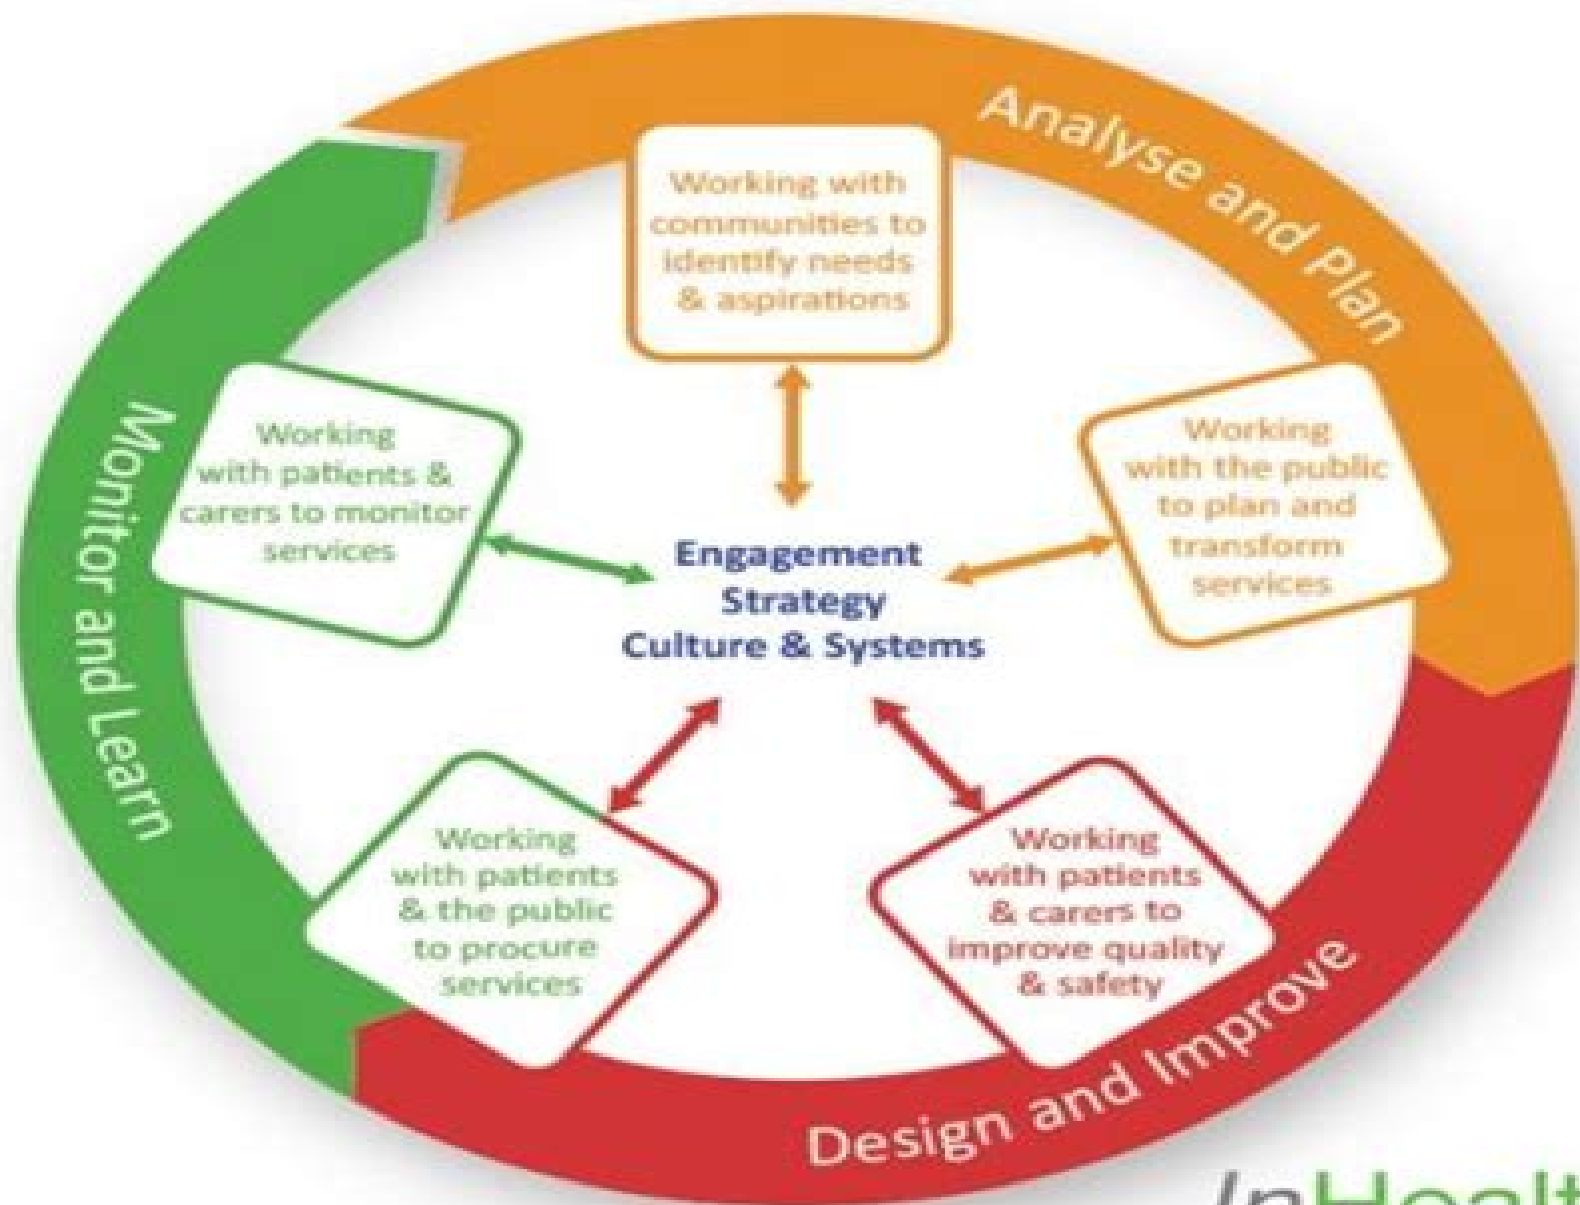 Analyse and Plan
Working with
communities to
identify needs
& aspirations
Working
with the public
to plan and
transform
services
Working
with patients &
carers to monitor
services
Engagement
Strategy
Culture & Systems
Monitor and Learn
Working
with patients
& the public
to procure
services
Working
with patients
& carers to
improve quality
& safety
Design and Improve